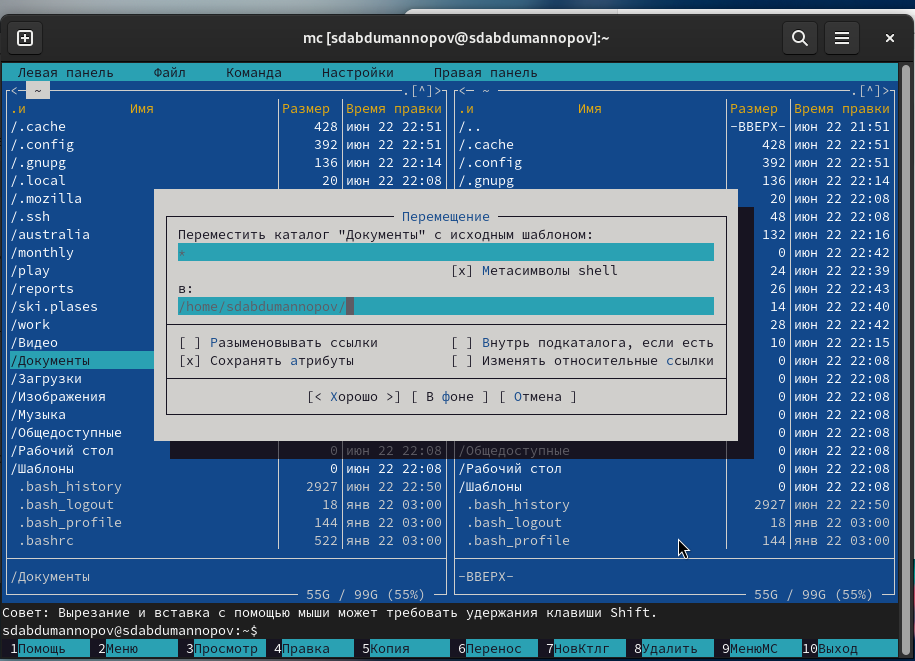 mc [sdabdumannopov@sdabdumannopov]:~
Левая панель Файл Команда Настройки Правая панель
<─ ~ .[^]> <─ ~ .[^]>
.и Имя Размер Время правки .и Имя Размер Время правки
/.cache 428 июн 22 22:51 /.. -ВВЕРХ- июн 22 21:51
/.config 392 июн 22 22:51 /.cache 428 июн 22 22:51
/.gnupg 136 июн 22 22:14 /.config 392 июн 22 22:51
/.local 20 июн 22 22:08 /.gnupg 136 июн 22 22:14
/.mozilla 20 июн 22 22:08
/.ssh 48 июн 22 22:08
/australia 132 июн 22 22:16
/monthly 0 июн 22 22:42
/play 24 июн 22 22:39
/reports 26 июн 22 22:43
/ski.plases 14 июн 22 22:40
/work 28 июн 22 22:42
/Видео 10 июн 22 22:15
/Документы 0 июн 22 22:08
/Загрузки 0 июн 22 22:08
/Изображения 0 июн 22 22:08
/Музыка 0 июн 22 22:08
/Общедоступные 0 июн 22 22:08
Перемещение
Переместить каталог "Документы" с исходным шаблоном:
*
[x] Метасимволы shell
в:
/home/sdabdumannopov/
[ ] Разыменовывать ссылки [ ] Внутрь подкаталога, если есть
[x] Сохранять атрибуты [ ] Изменять относительные ссылки
[< Хорошо >] [ В фоне ] [ Отмена ]
/Рабочий стол 0 июн 22 22:08 /Общедоступные 0 июн 22 22:08
/Шаблоны 0 июн 22 22:08 /Рабочий стол 0 июн 22 22:08
.bash_history 2927 июн 22 22:50 /Шаблоны 0 июн 22 22:08
.bash_logout 18 янв 22 03:00 .bash_history 2927 июн 22 22:50
.bash_profile 144 янв 22 03:00 .bash_logout 18 янв 22 03:00
.bashrc 522 янв 22 03:00 .bash_profile 144 янв 22 03:00
/Документы -ВВЕРХ-
55G / 99G (55%) 55G / 99G (55%)
Совет: Вырезание и вставка с помощью мыши может требовать удержания клавиши Shift.
sdabdumannopov@sdabdumannopov:~$
1Помощь 2Меню 3Просмотр 4Правка 5Копия 6Перенос 7НовКтлг 8Удалить 9МенюМС 10Выход